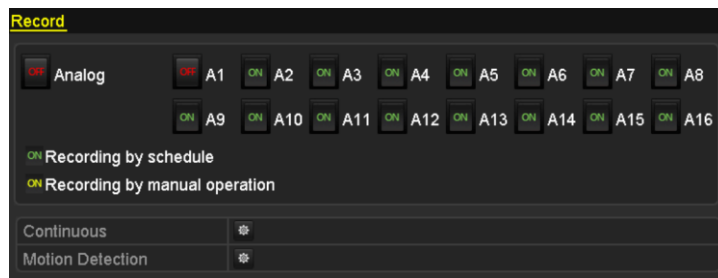 Record
OFF Analog OFF A1 ON A2 ON A3 ON A4 ON A5 ON A6 ON A7 ON A8
ON A9 ON A10 ON A11 ON A12 ON A13 ON A14 ON A15 ON A16
ON Recording by schedule
ON Recording by manual operation
Continuous
Motion Detection